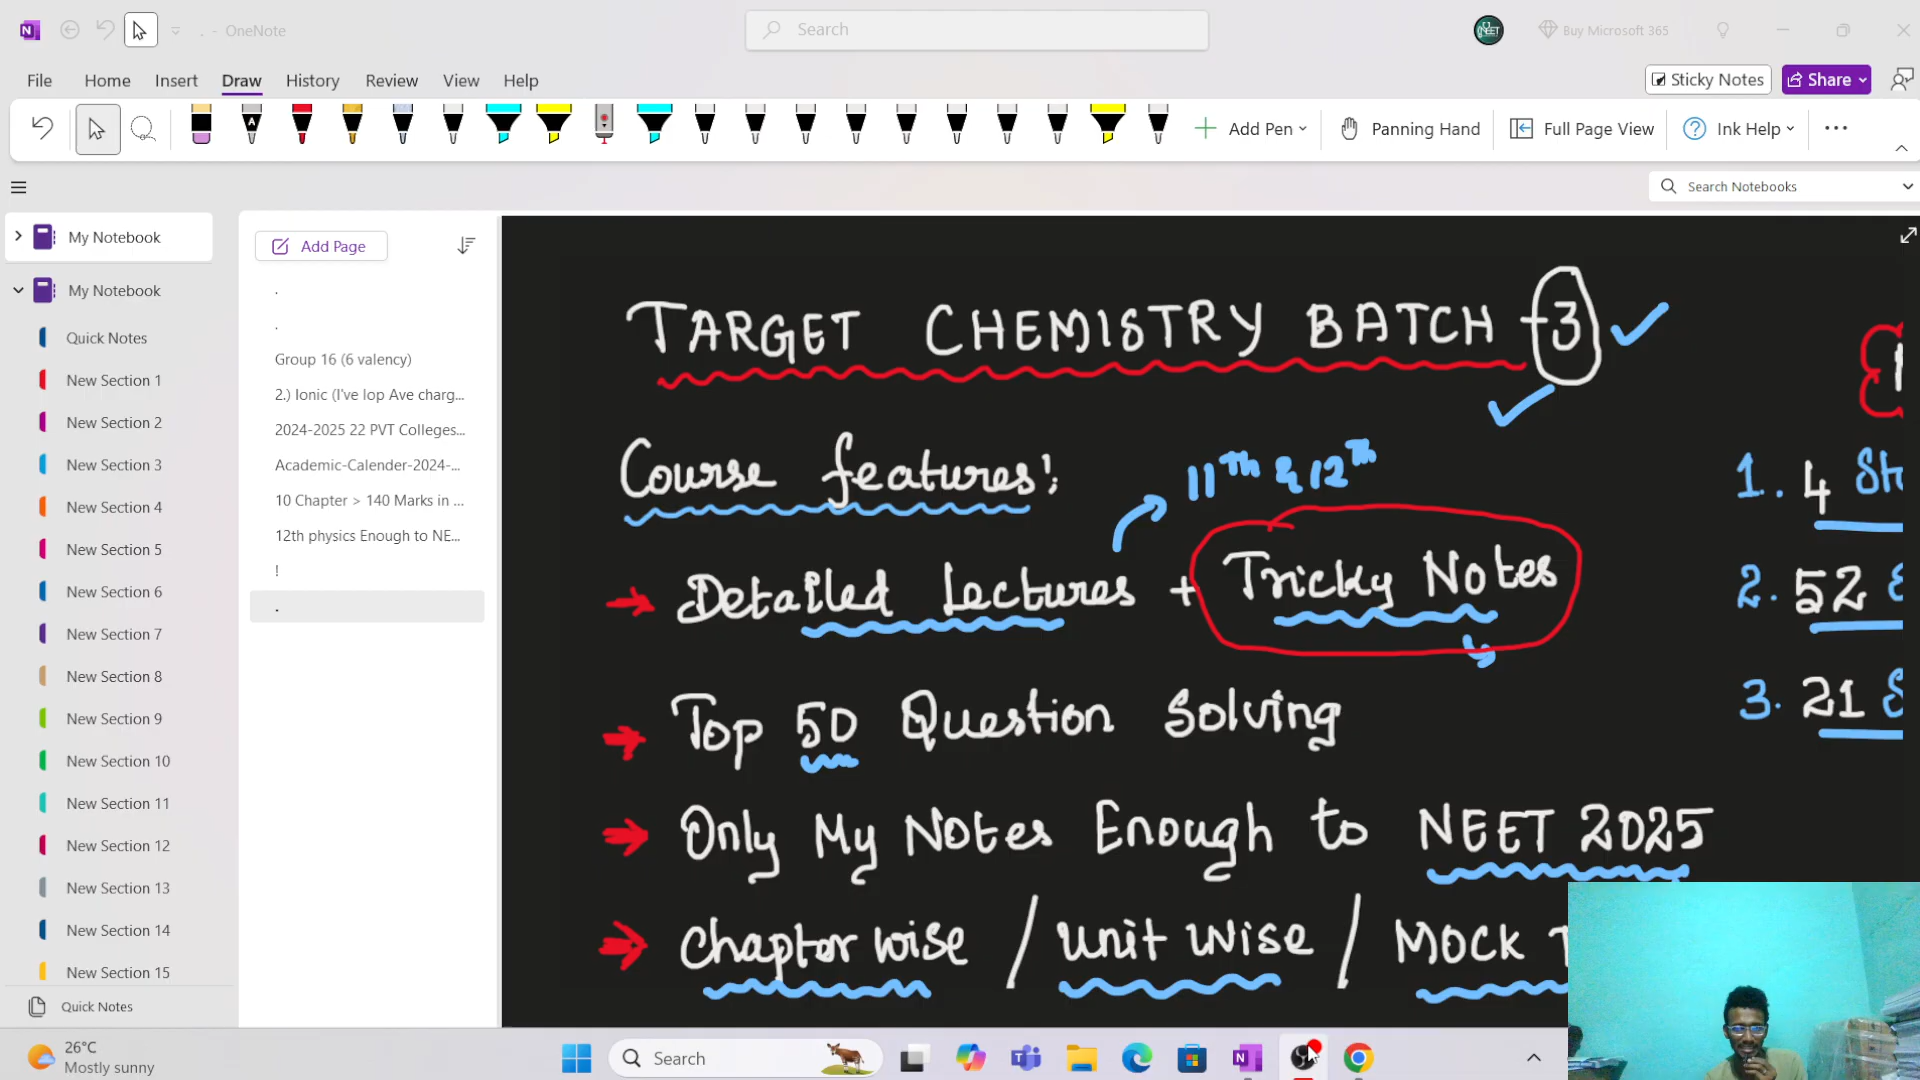 . - OneNote
Search
NEET
Buy Microsoft 365
File Home Insert Draw History Review View Help
Sticky Notes
Share
Add Pen
Panning Hand
Full Page View
Ink Help
Search Notebooks
My Notebook
My Notebook
Quick Notes
New Section 1
New Section 2
New Section 3
New Section 4
New Section 5
New Section 6
New Section 7
New Section 8
New Section 9
New Section 10
New Section 11
New Section 12
New Section 13
New Section 14
New Section 15
Quick Notes
Add Page
.
.
Group 16 (6 valency)
2.) Ionic (I've lop Ave charg...
2024-2025 22 PVT Colleges...
Academic-Calender-2024-...
10 Chapter > 140 Marks in ...
12th physics Enough to NE...
!
.
TARGET CHEMISTRY BATCH -3
Course features:
11th & 12th
→ Detailed Lectures + Tricky Notes
→ Top 50 Question Solving
→ Only My Notes Enough to NEET 2025
→ Chapter wise / Unit Wise / Mock
1. 4
2. 52
3. 21
26°C
Mostly sunny
Search